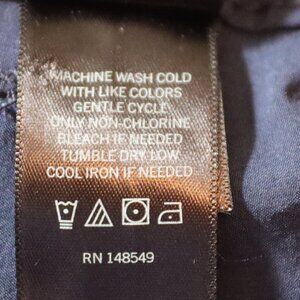 MACHINE WASH COLD
WITH LIKE COLORS
GENTLE CYCLE
ONLY NON-CHLORINE
BLEACH IF NEEDED
TUMBLE DRY LOW
COOL IRON IF NEEDED
RN 148549